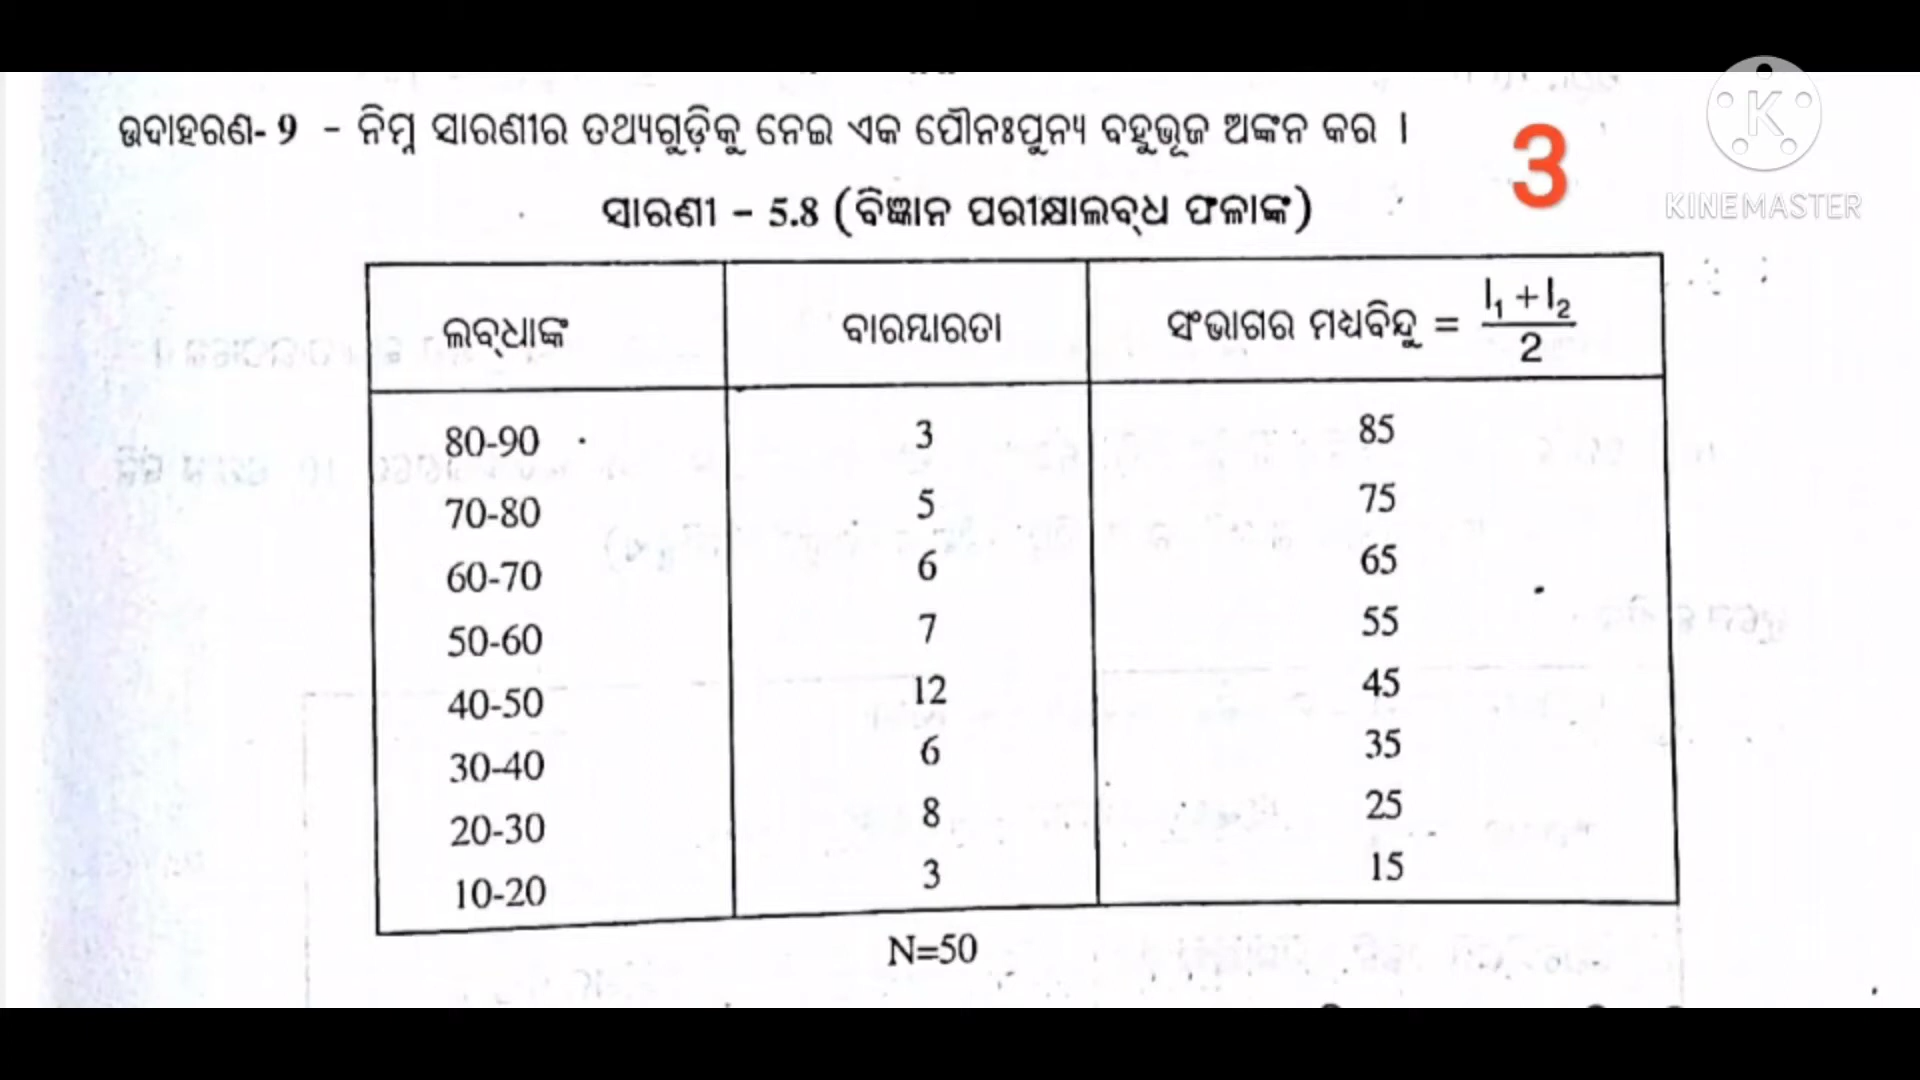 ଉଦାହରଣ- 9 - ନିମ୍ନ ସାରଣୀର ତଥ୍ୟଗୁଡ଼ିକୁ ନେଇ ଏକ ପୌନଃପୁନ୍ୟ ବହୁଭୂଜ ଅଙ୍କନ କର ।
3
KINEMASTER
ସାରଣୀ - 5.8 (ବିଜ୍ଞାନ ପରୀକ୍ଷାଲବ୍ଧ ଫଳାଙ୍କ)
ଲବ୍ଧାଙ୍କ ବାରମ୍ବାରତା ସଂଭାଗର ମଧ୍ୟବିନ୍ଦୁ = (l₁ + l₂)/2
80-90 3 85
70-80 5 75
60-70 6 65
50-60 7 55
40-50 12 45
30-40 6 35
20-30 8 25
10-20 3 15
N=50